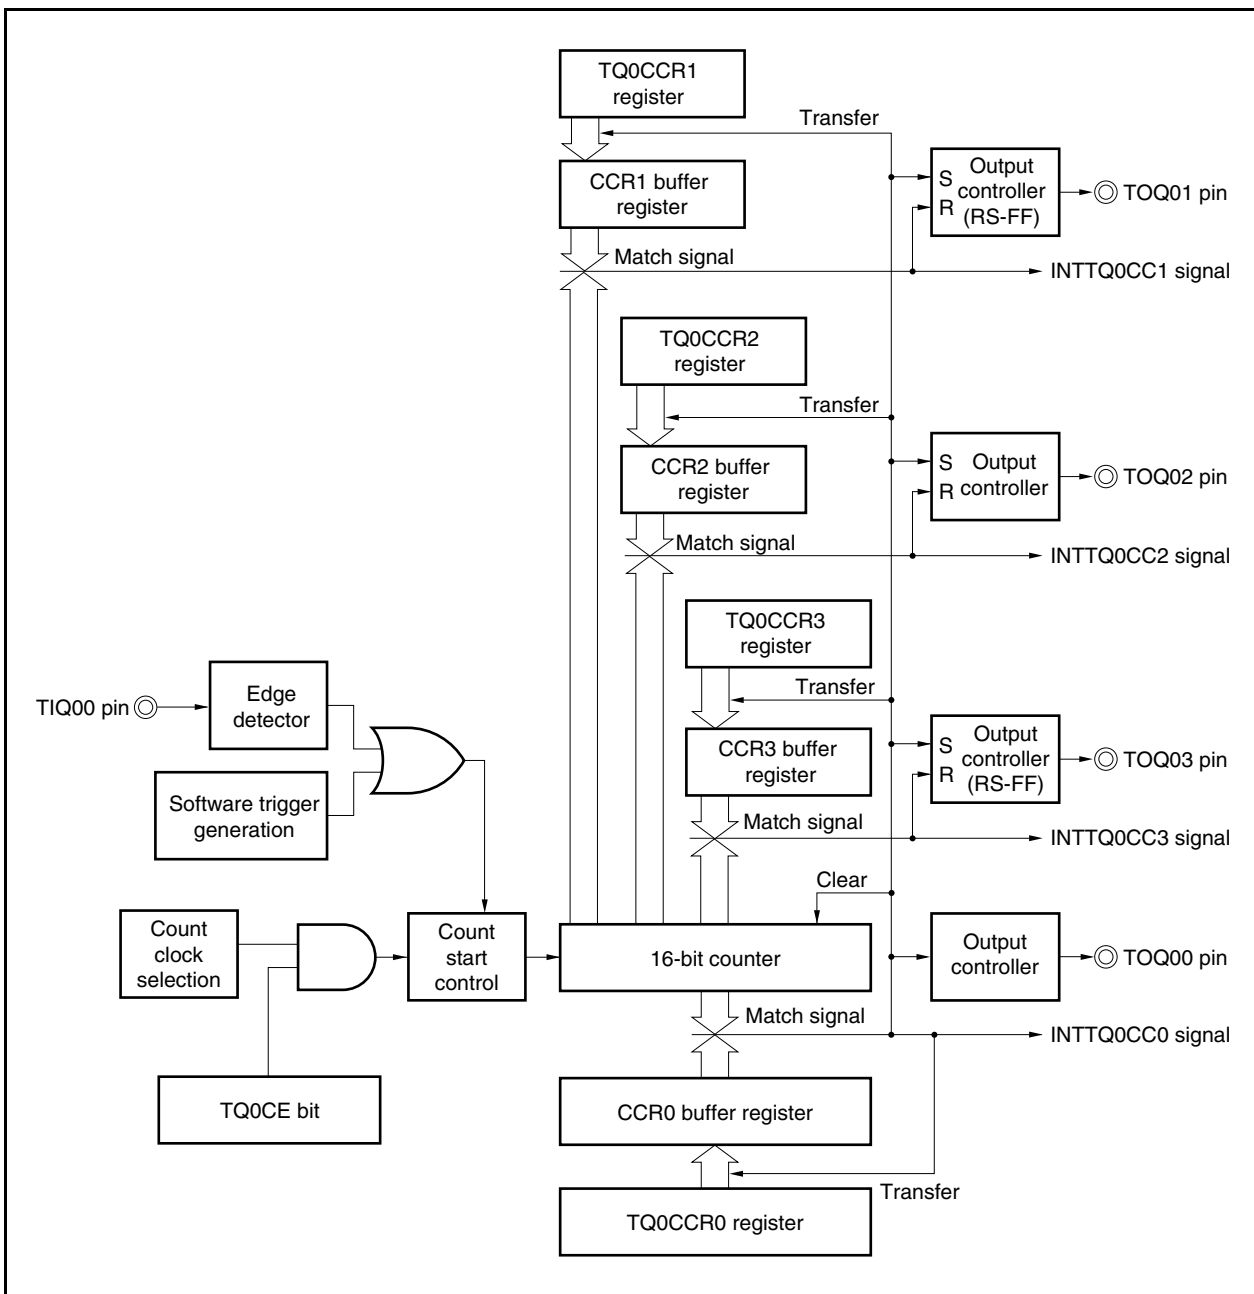 TQ0CCR1
register
Transfer
CCR1 buffer
register
S
R
Output
controller
(RS-FF)
TOQ01 pin
Match signal
INTTQ0CC1 signal
TQ0CCR2
register
Transfer
CCR2 buffer
register
S
R
Output
controller
TOQ02 pin
Match signal
INTTQ0CC2 signal
TQ0CCR3
register
Transfer
TIQ00 pin
Edge
detector
CCR3 buffer
register
S
R
Output
controller
(RS-FF)
TOQ03 pin
Software trigger
generation
Match signal
INTTQ0CC3 signal
Clear
Count
clock
selection
Count
start
control
16-bit counter
Output
controller
TOQ00 pin
Match signal
INTTQ0CC0 signal
TQ0CE bit
CCR0 buffer register
Transfer
TQ0CCR0 register